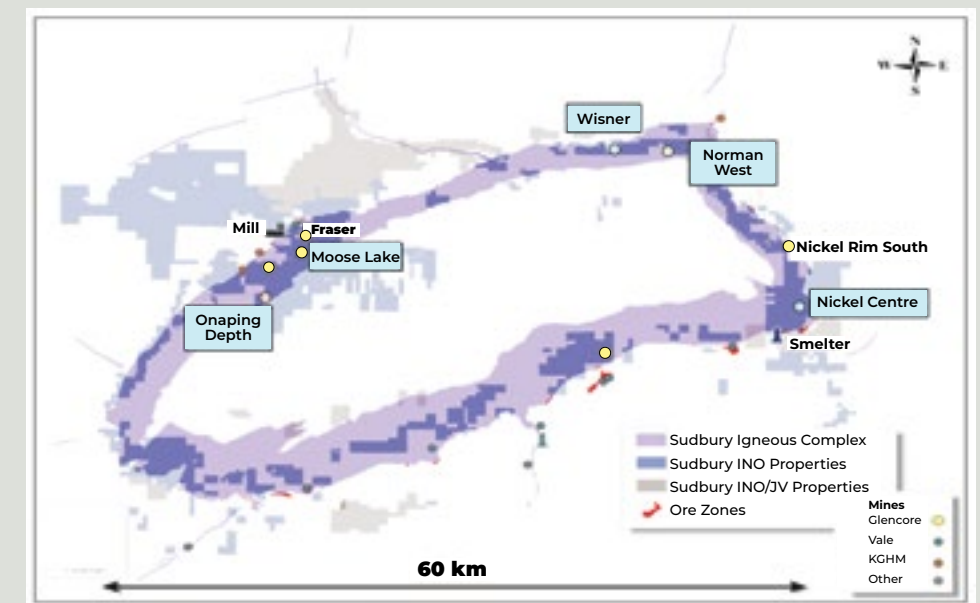 N
W E
S
Wisner
Norman
West
Mill
Fraser
Moose Lake
Nickel Rim South
Onaping
Depth
Nickel Centre
Smelter
Sudbury Igneous Complex
Sudbury INO Properties
Sudbury INO/JV Properties
Ore Zones
Mines
Glencore
Vale
KGHM
Other
60 km